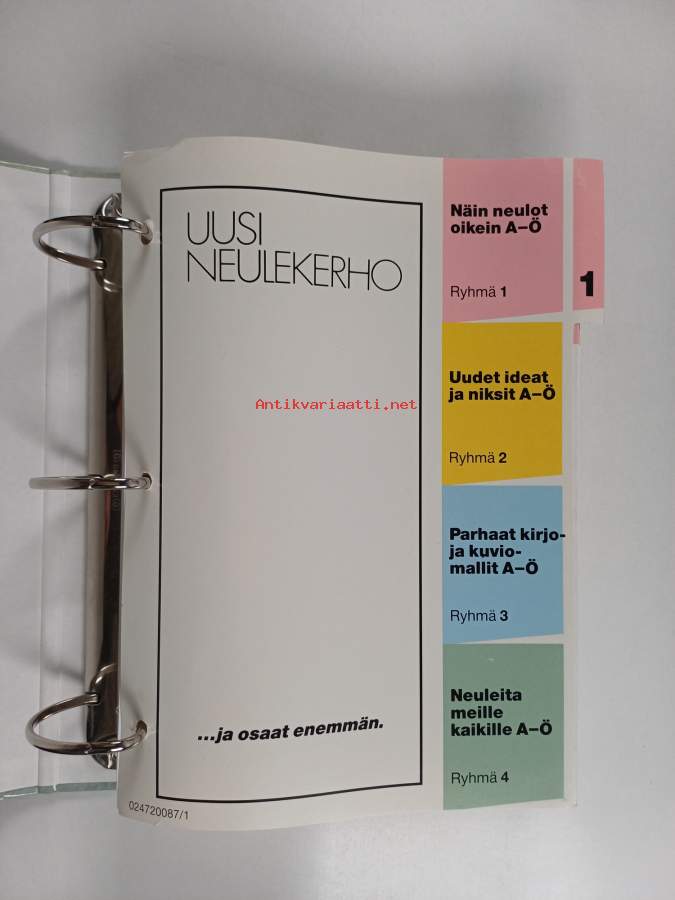 UUSI
NEULEKERHO
...ja osaat enemmän.
024720087/1
Näin neulot
oikein A–Ö
Ryhmä 1
1
Uudet ideat
ja niksit A–Ö
Ryhmä 2
Parhaat kirjo-
ja kuvio-
mallit A–Ö
Ryhmä 3
Neuleita
meille
kaikille A–Ö
Ryhmä 4
Antikvariaatti.net